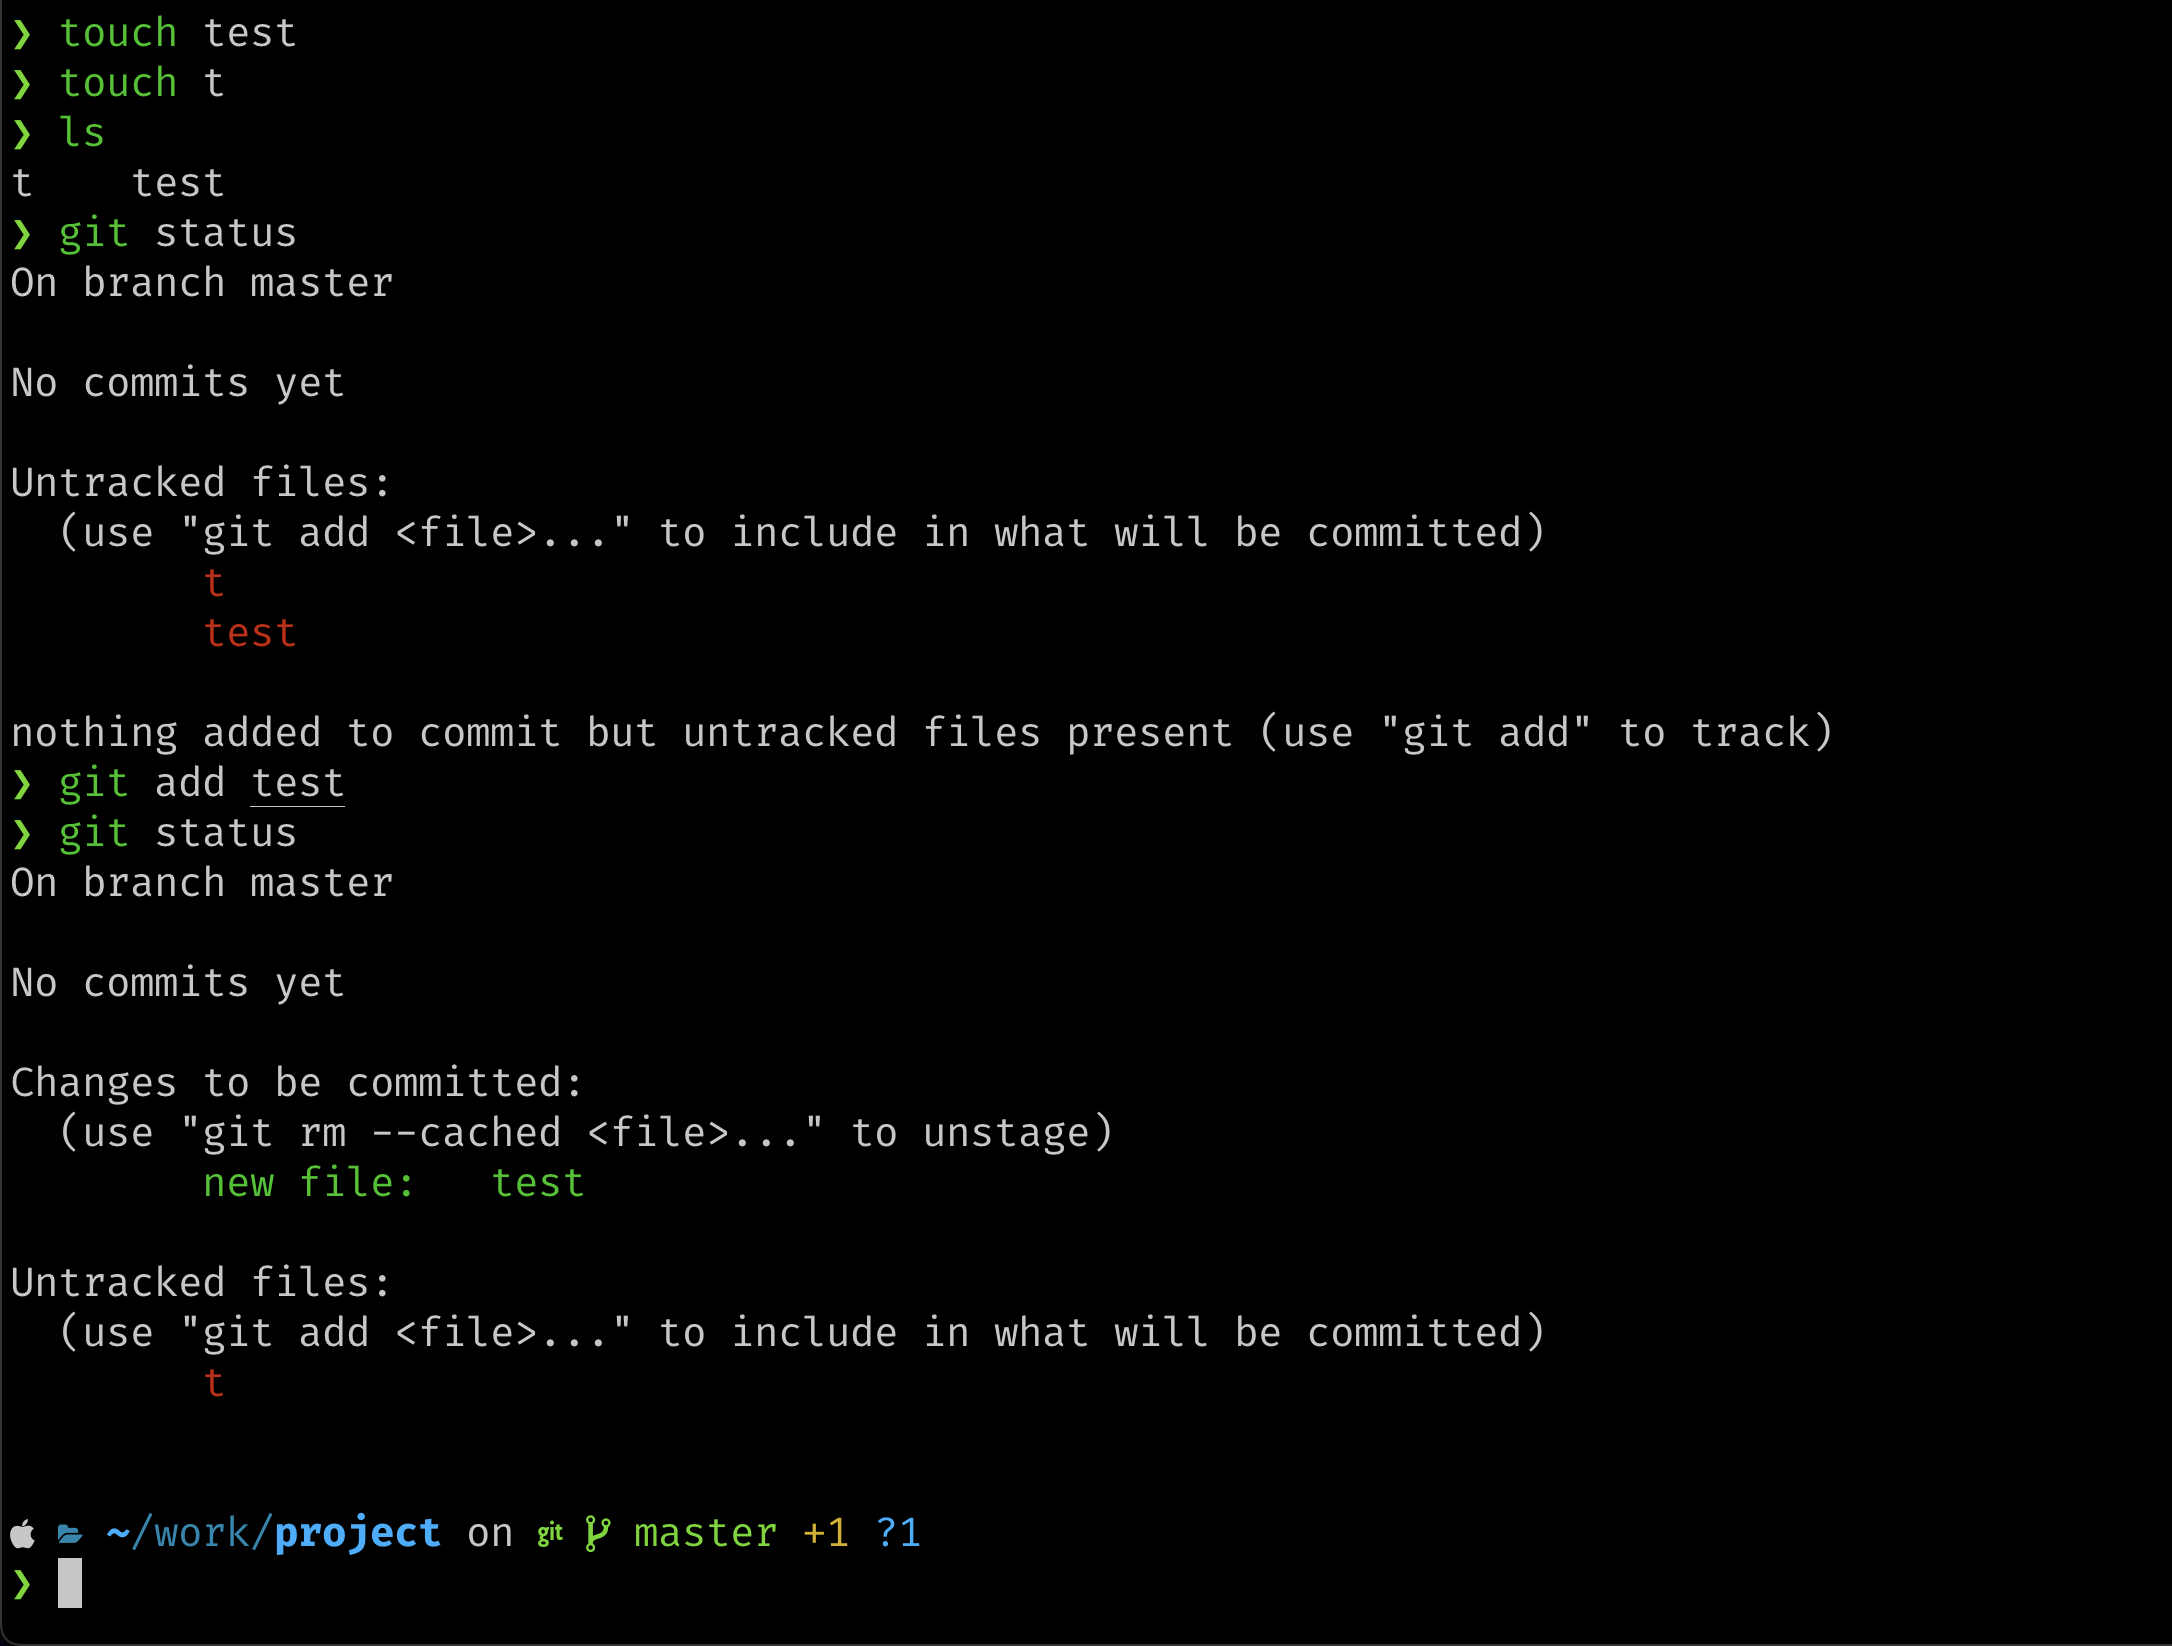 ❯ touch test
❯ touch t
❯ ls
t    test
❯ git status
On branch master
No commits yet
Untracked files:
  (use "git add <file>..." to include in what will be committed)
        t
        test
nothing added to commit but untracked files present (use "git add" to track)
❯ git add test
❯ git status
On branch master
No commits yet
Changes to be committed:
  (use "git rm --cached <file>..." to unstage)
        new file:   test
Untracked files:
  (use "git add <file>..." to include in what will be committed)
        t
~/work/project on git master +1 ?1
❯